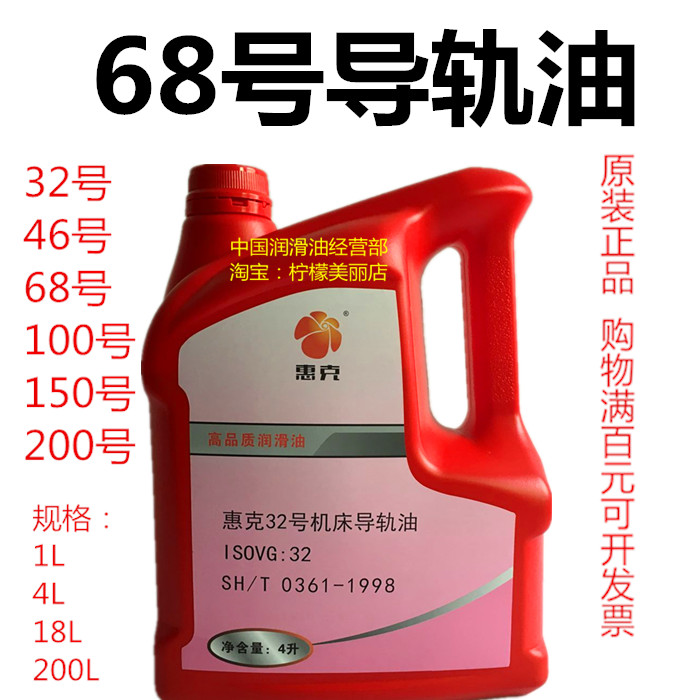 68号导轨油
32号
46号
68号
100号
150号
200号
规格：
1L
4L
18L
200L
中国润滑油经营部
淘宝：柠檬美丽店
惠克
高品质润滑油
惠克32号机床导轨油
ISOVG:32
SH/T 0361-1998
净含量：4升
原装正品 购物满百元可开发票